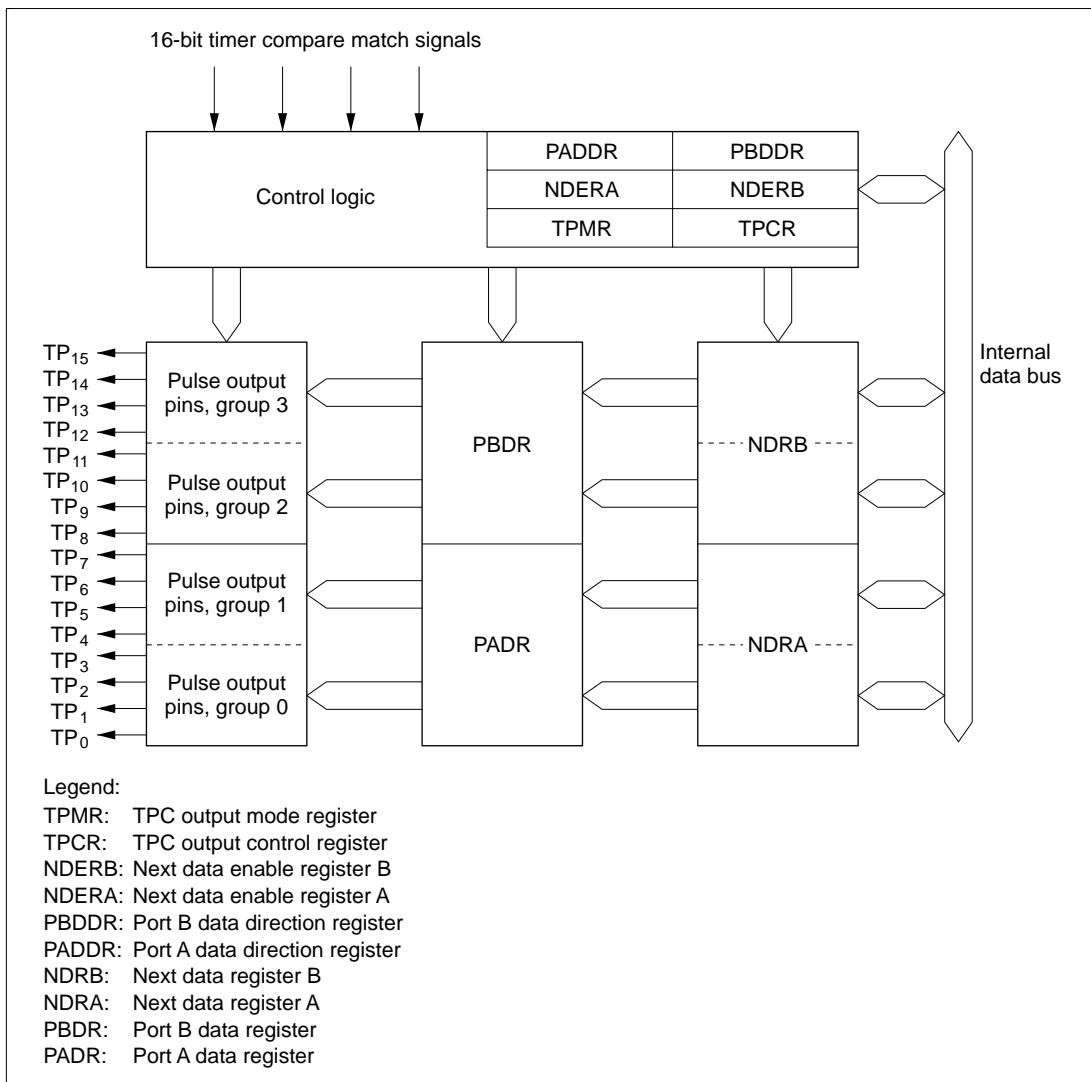 16-bit timer compare match signals
PADDR PBDDR
Control logic
NDERA NDERB
TPMR TPCR
Internal
data bus
TP15
TP14
TP13
TP12
TP11
TP10
TP9
TP8
TP7
TP6
TP5
TP4
TP3
TP2
TP1
TP0
Pulse output
pins, group 3
Pulse output
pins, group 2
Pulse output
pins, group 1
Pulse output
pins, group 0
PBDR
PADR
NDRB
NDRA
Legend:
TPMR: TPC output mode register
TPCR: TPC output control register
NDERB: Next data enable register B
NDERA: Next data enable register A
PBDDR: Port B data direction register
PADDR: Port A data direction register
NDRB: Next data register B
NDRA: Next data register A
PBDR: Port B data register
PADR: Port A data register